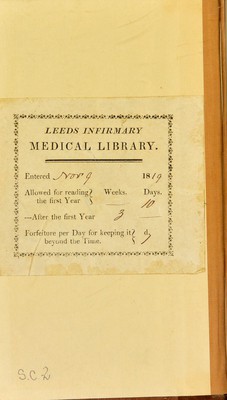 LEEDS INFIRMARY
MEDICAL LIBRARY.
Entered Novr 9 1819
Allowed for reading } Weeks. Days.
the first Year — 10
—After the first Year 3 —
Forfeiture per Day for keeping it } d
beyond the Time.
S.C.2